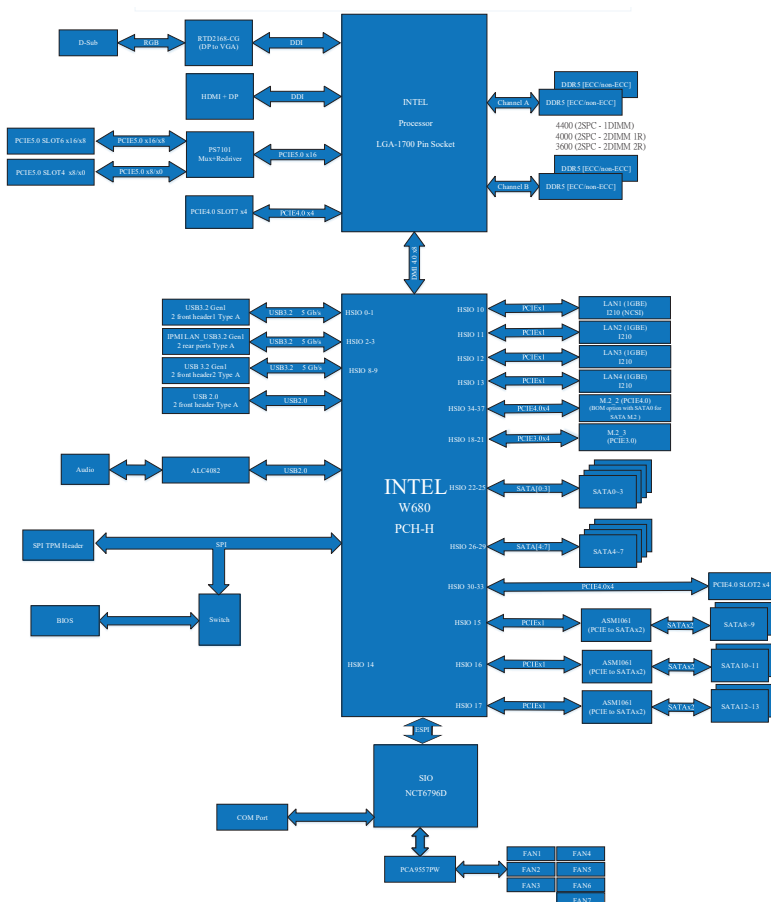 D-Sub
RGB
RTD2168-CG
(DP to VGA)
DDI
HDMI + DP
DDI
PCIE5.0 SLOT6 x16/x8
PCIE5.0 x16/x8
PCIE5.0 SLOT4 x8/x0
PCIE5.0 x8/x0
PS7101
Mux+Redriver
PCIE5.0 x16
PCIE4.0 SLOT7 x4
PCIE4.0 x4
INTEL
Processor
LGA-1700 Pin Socket
Channel A
DDR5 [ECC/non-ECC]
DDR5 [ECC/non-ECC]
4400 (2SPC - 1DIMM)
4000 (2SPC - 2DIMM 1R)
3600 (2SPC - 2DIMM 2R)
Channel B
DDR5 [ECC/non-ECC]
DDR5 [ECC/non-ECC]
DMI 4.0 x8
USB3.2 Gen1
2 front header1 Type A
USB3.2 5 Gb/s
HSIO 0-1
IPMI LAN_USB3.2 Gen1
2 rear ports Type A
USB3.2 5 Gb/s
HSIO 2-3
USB 3.2 Gen1
2 front header2 Type A
USB3.2 5 Gb/s
HSIO 8-9
USB 2.0
2 front header Type A
USB2.0
Audio
ALC4082
USB2.0
SPI TPM Header
SPI
BIOS
Switch
HSIO 14
INTEL
W680
PCH-H
HSIO 10
PCIEx1
LAN1 (1GBE)
I210 (NCSI)
HSIO 11
PCIEx1
LAN2 (1GBE)
I210
HSIO 12
PCIEx1
LAN3 (1GBE)
I210
HSIO 13
PCIEx1
LAN4 (1GBE)
I210
HSIO 34-37
PCIE4.0x4
M.2_2 (PCIE4.0)
(BOM option with SATA0 for
SATA M.2 )
HSIO 18-21
PCIE3.0x4
M.2_3
(PCIE3.0)
HSIO 22-25
SATA[0:3]
SATA0~3
HSIO 26-29
SATA[4:7]
SATA4~7
HSIO 30-33
PCIE4.0x4
PCIE4.0 SLOT2 x4
HSIO 15
PCIEx1
ASM1061
(PCIE to SATAx2)
SATAx2
SATA8~9
HSIO 16
PCIEx1
ASM1061
(PCIE to SATAx2)
SATAx2
SATA10~11
HSIO 17
PCIEx1
ASM1061
(PCIE to SATAx2)
SATAx2
SATA12~13
ESPI
SIO
NCT6796D
COM Port
PCA9557PW
FAN1
FAN4
FAN2
FAN5
FAN3
FAN6
FAN7